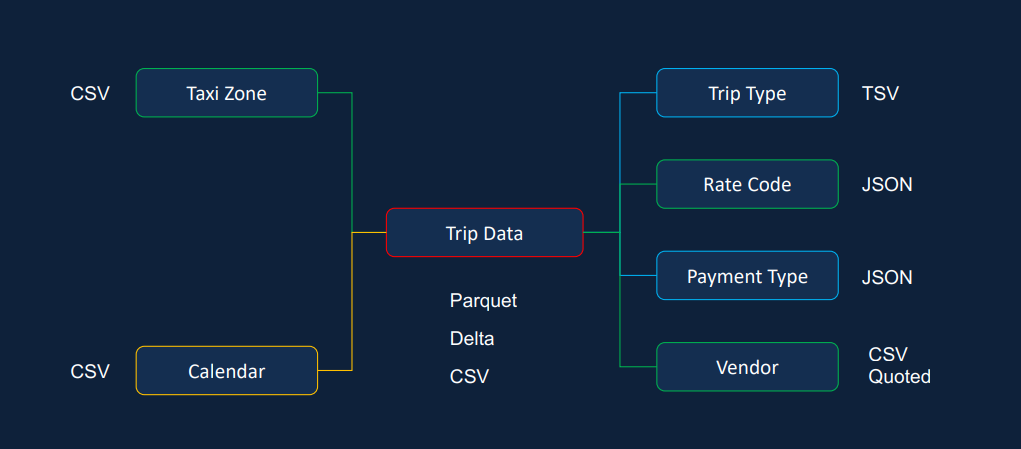 CSV
Taxi Zone
Trip Type
TSV
Rate Code
JSON
Trip Data
Payment Type
JSON
Parquet
Delta
CSV
CSV
Calendar
Vendor
CSV
Quoted